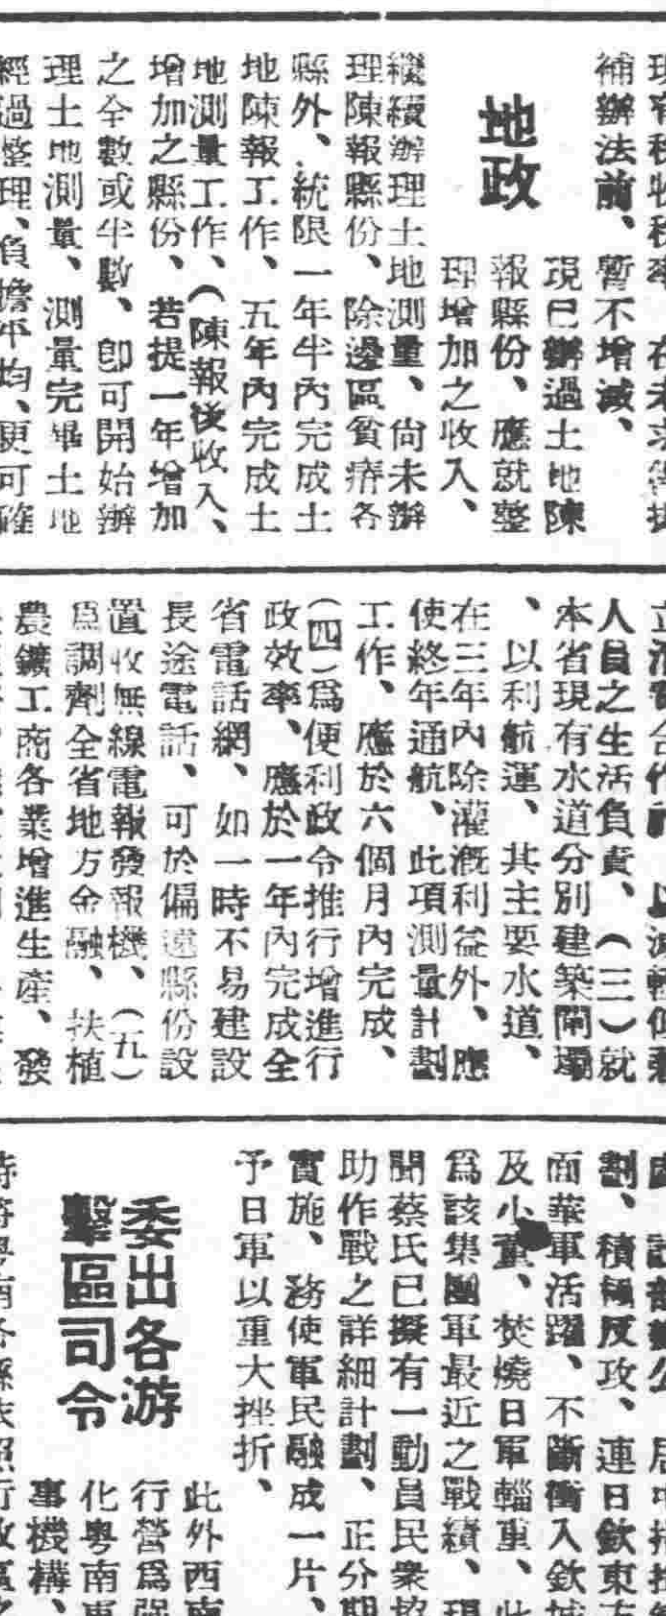 補辦法前、暫不增減、
地政
現已辦過土地陳
報縣份、應就整
理增加之收入、
繼續辦理土地測量、尚未辦
理陳報縣份、除邊區貧瘠各
縣外、統限一年半內完成土
地陳報工作、五年內完成土
地測量工作、(陳報後收入、
增加之縣份、若提一年增加
之全數或半數、即可開始辦
理土地測量、測量完畢土地
經過整理、負擔平均、更可確
人員之生活負責、(三)就
本省現有水道分別建築閘壩
、以利航運、其主要水道、
在三年內除灌溉利益外、應
使終年通航、此項測量計劃
工作、應於六個月內完成、
(四)為便利政令推行增進行
政效率、應於一年內完成全
省電話網、如一時不易建設
長途電話、可於偏遠縣份設
置收無線電報發報機、(五)
為調劑全省地方金融、扶植
農鑛工商各業增進生產、發
劃、積極反攻、連日欽東
面華軍活躍、不斷衝入欽城
及小董、焚燒日軍輜重、此
為該集團軍最近之戰績、現
聞蔡氏已擬有一動員民衆協
助作戰之詳細計劃、正分期
實施、務使軍民融成一片、
予日軍以重大挫折、
委出各游
擊區司令
此外西南
行營為强
化粵南軍
事機構、